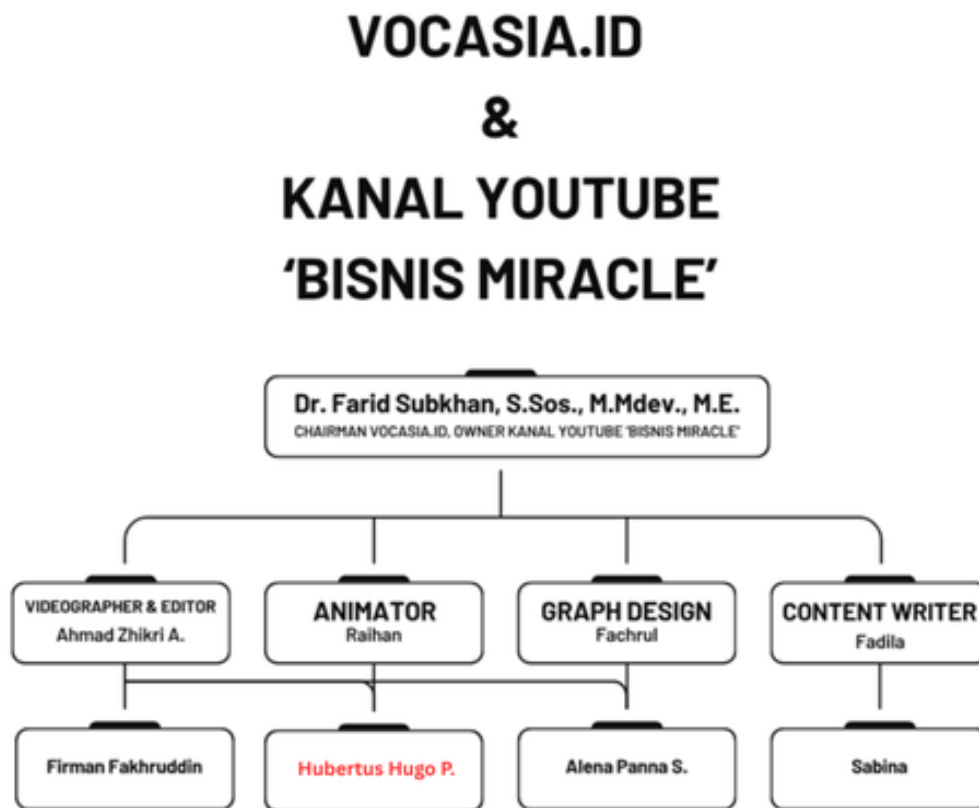 VOCASIA.ID
&
KANAL YOUTUBE
‘BISNIS MIRACLE’
Dr. Farid Subkhan, S.Sos., M.Mdev., M.E.
CHAIRMAN VOCASIA.ID, OWNER KANAL YOUTUBE 'BISNIS MIRACLE'
VIDEOGRAPHER & EDITOR
Ahmad Zhikri A.
ANIMATOR
Raihan
GRAPH DESIGN
Fachrul
CONTENT WRITER
Fadila
Firman Fakhruddin
Hubertus Hugo P.
Alena Panna S.
Sabina